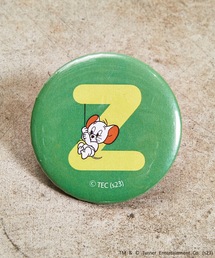 Z
© TEC (s23)
TM & © Turner Entertainment Co. (s23)